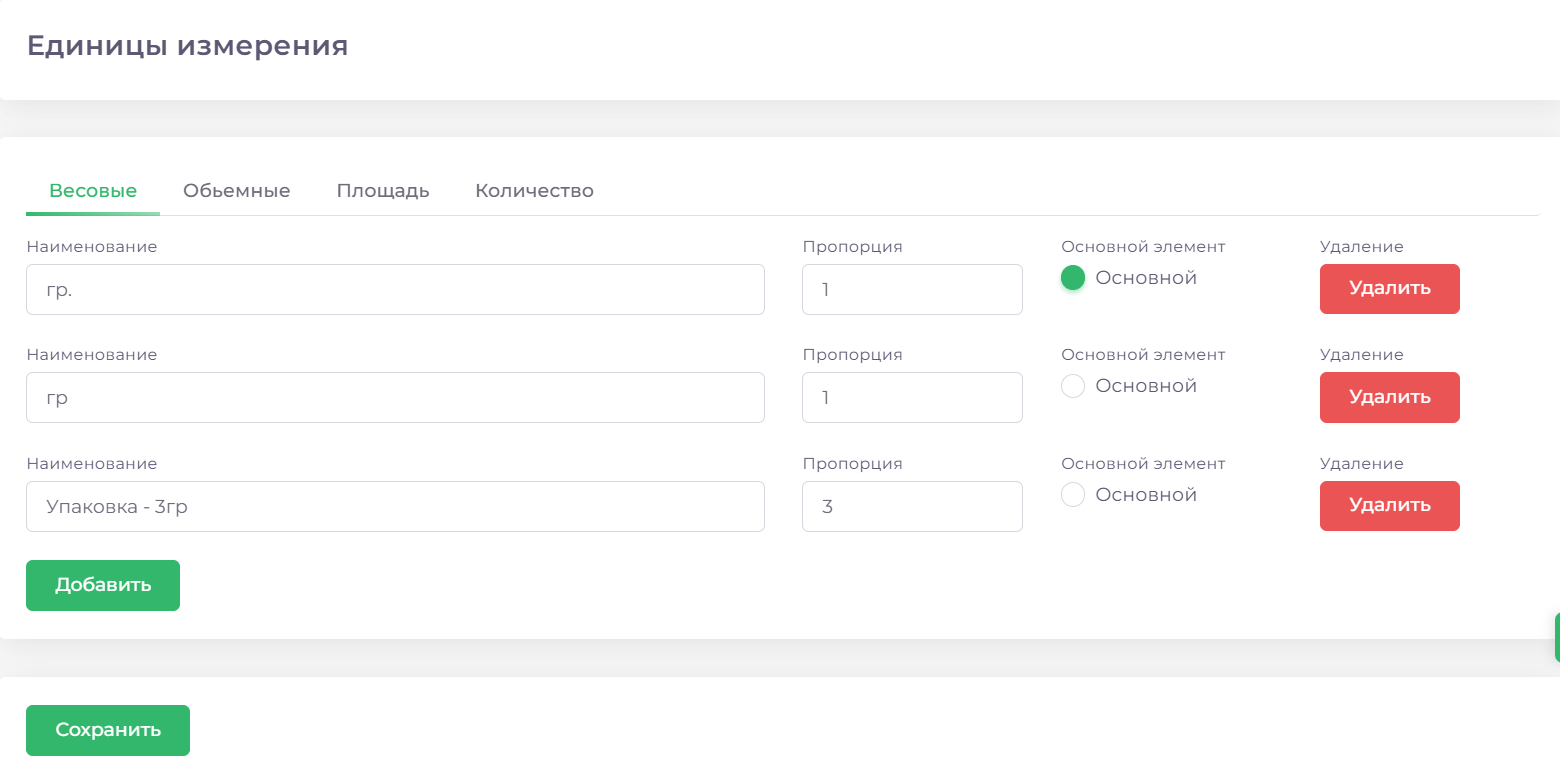 Единицы измерения
Весовые Обьемные Площадь Количество
Наименование Пропорция Основной элемент Удаление
гр. 1 Основной Удалить
Наименование Пропорция Основной элемент Удаление
гр 1 Основной Удалить
Наименование Пропорция Основной элемент Удаление
Упаковка - 3гр 3 Основной Удалить
Добавить
Сохранить